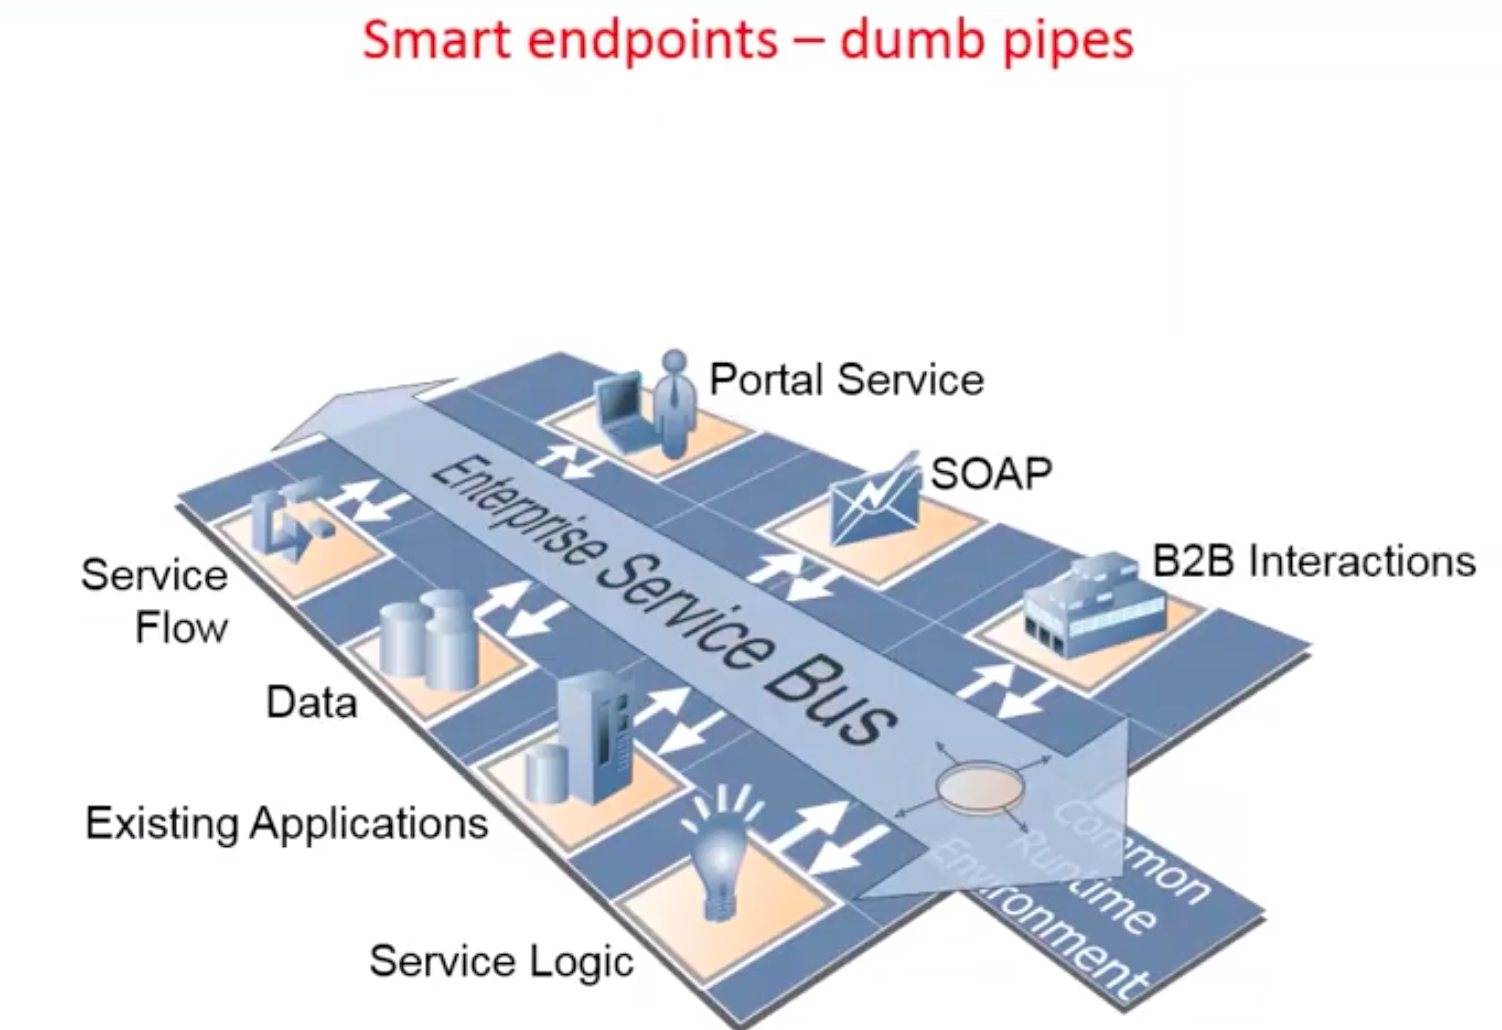 Smart endpoints – dumb pipes
Portal Service
SOAP
B2B Interactions
Enterprise Service Bus
Service
Flow
Data
Existing Applications
Service Logic
Common
Runtime
Environment